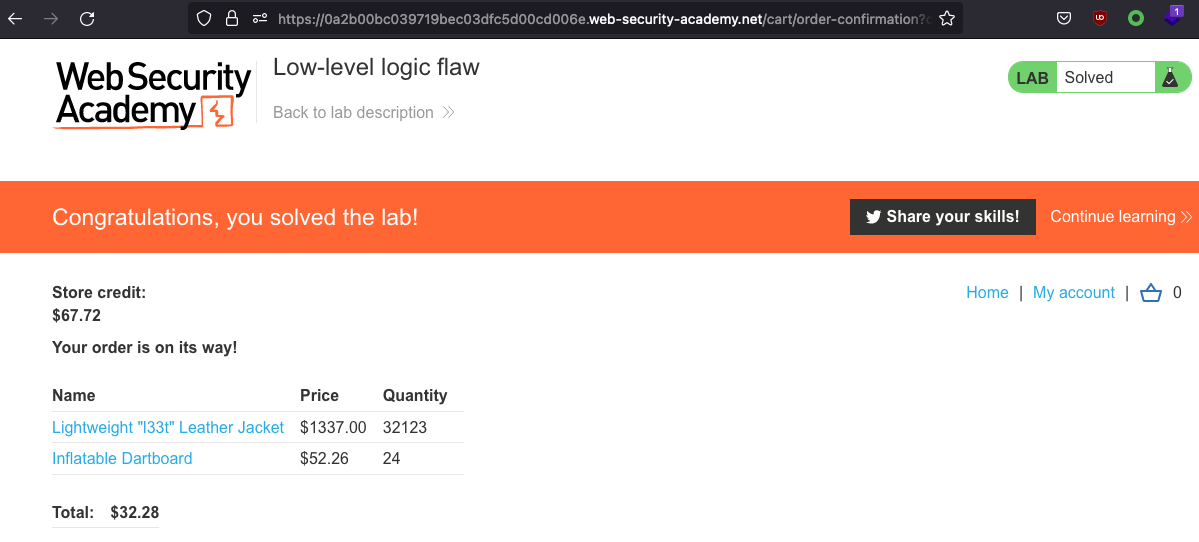 https://0a2b00bc039719bec03dfc5d00cd006e.web-security-academy.net/cart/order-confirmation?
1
Web Security
Academy
Low-level logic flaw
Back to lab description
LAB Solved
Congratulations, you solved the lab!
Share your skills!
Continue learning
Store credit:
$67.72
Home | My account | 0
Your order is on its way!
Name Price Quantity
Lightweight "l33t" Leather Jacket $1337.00 32123
Inflatable Dartboard $52.26 24
Total: $32.28